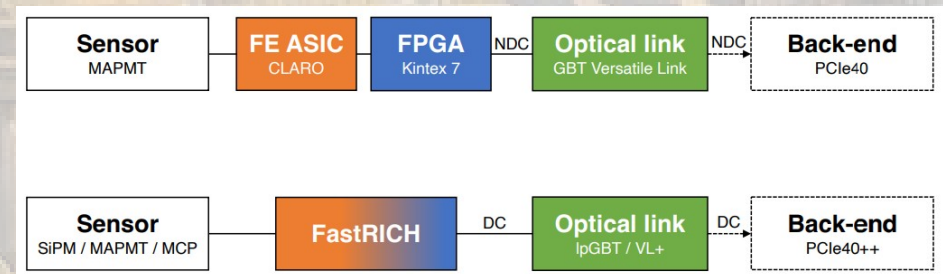 Sensor
MAPMT
FE ASIC
CLARO
FPGA
Kintex 7
NDC
Optical link
GBT Versatile Link
NDC
Back-end
PCIe40
Sensor
SiPM / MAPMT / MCP
FastRICH
DC
Optical link
lpGBT / VL+
DC
Back-end
PCIe40++